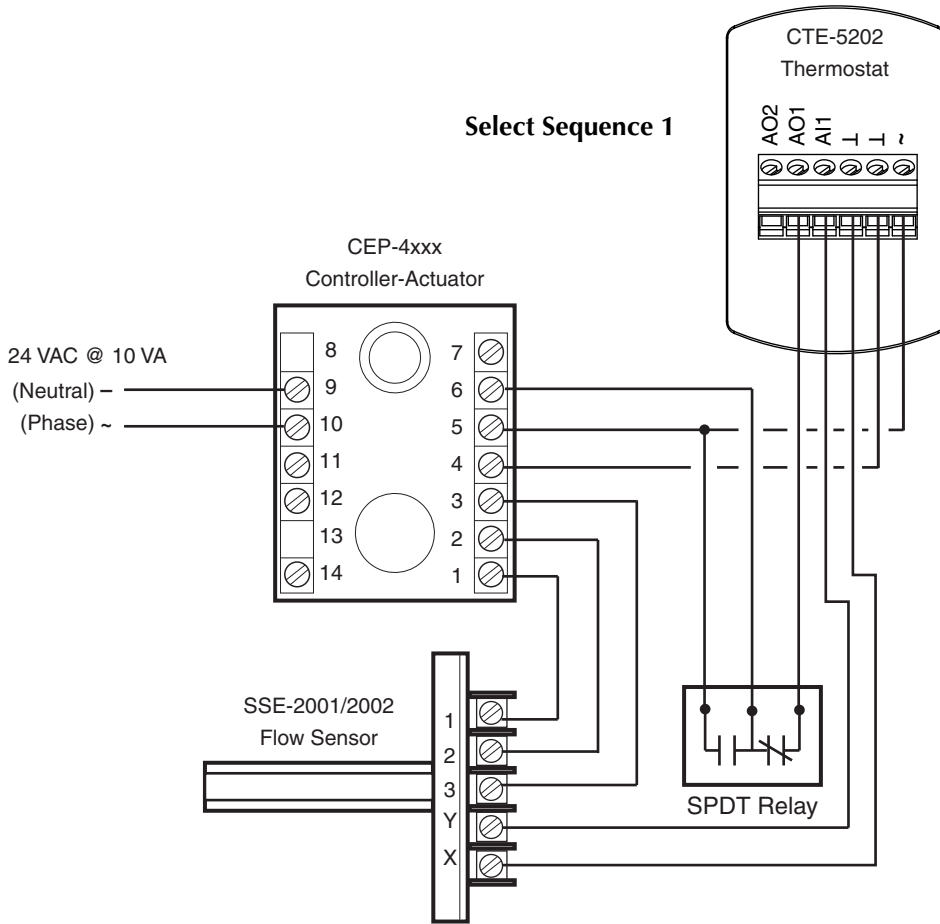 CTE-5202
Thermostat
Select Sequence 1
AO2
AO1
AI1
⊥
⊥
~
CEP-4xxx
Controller-Actuator
24 VAC @ 10 VA
(Neutral) –
(Phase) ~
8
9
10
11
12
13
14
7
6
5
4
3
2
1
SSE-2001/2002
Flow Sensor
1
2
3
Y
X
SPDT Relay